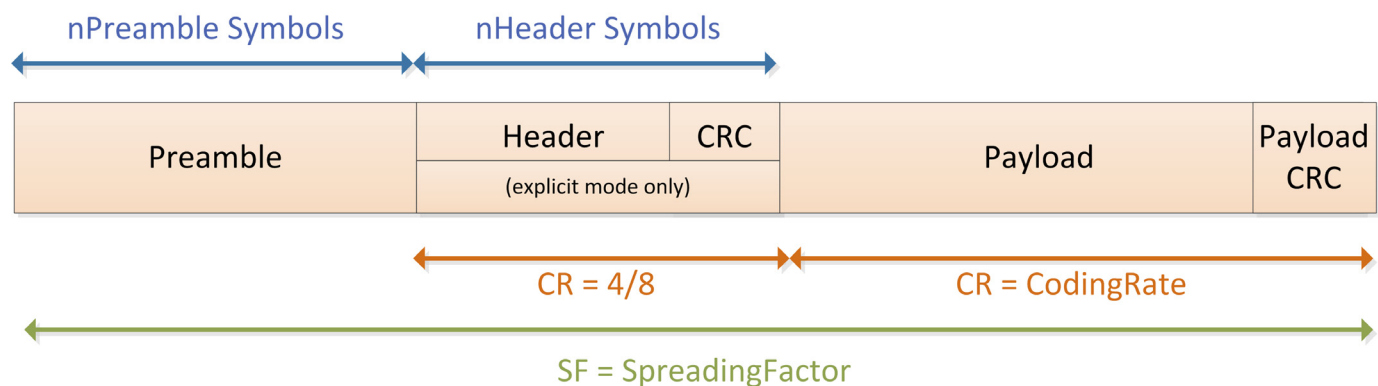 nPreamble Symbols
nHeader Symbols
Preamble
Header
CRC
(explicit mode only)
Payload
Payload
CRC
CR = 4/8
CR = CodingRate
SF = SpreadingFactor